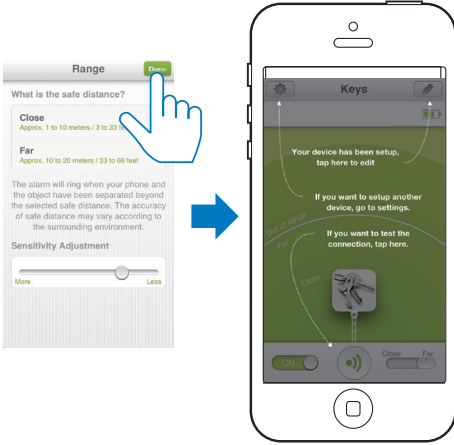 Range
Done
What is the safe distance?
Close
Approx. 1 to 10 meters / 3 to 33 fe
Far
Approx. 10 to 20 meters / 33 to 66 feet
The alarm will ring when your phone and
the object have been separated beyond
the selected safe distance. The accuracy
of safe distance may vary according to
the surrounding environment.
Sensitivity Adjustment
More
Less
Keys
Your device has been setup,
tap here to edit
If you want to setup another
device, go to settings.
Out of range
If you want to test the
connection, tap here.
Far
Close
ON
Close
Far